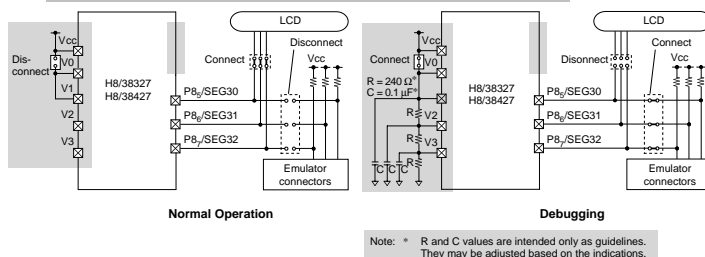 LCD
Vcc
Dis-
connect
V0
V1
V2
V3
H8/38327
H8/38427
Connect
Disconnect
Vcc
P85/SEG30
P86/SEG31
P87/SEG32
Emulator
connectors
Normal Operation
LCD
Vcc
Connect
V0
R = 240 Ω*
C = 0.1 µF*
R
V2
R
V3
R
C
C
C
H8/38327
H8/38427
Disonnect
Connect
Vcc
P85/SEG30
P86/SEG31
P87/SEG32
Emulator
connectors
Debugging
Note: * R and C values are intended only as guidelines.
They may be adjusted based on the indications.